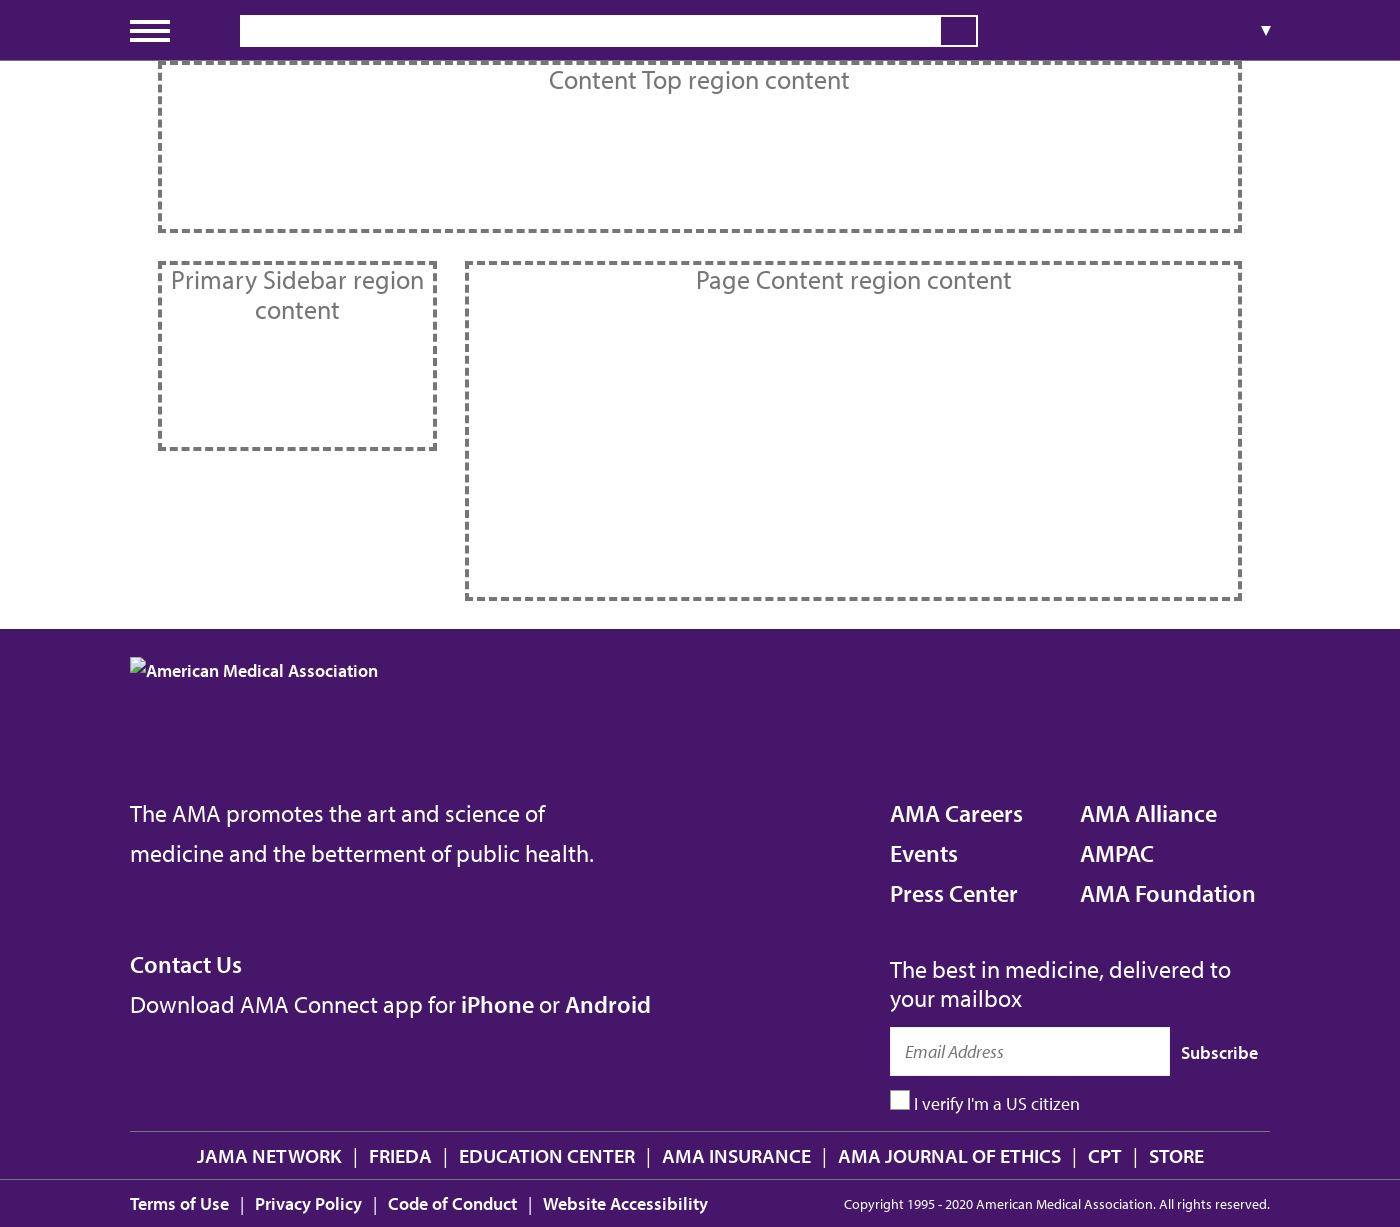 ▼
Content Top region content
Primary Sidebar region
content
Page Content region content
American Medical Association
The AMA promotes the art and science of
medicine and the betterment of public health.
AMA Careers
Events
Press Center
AMA Alliance
AMPAC
AMA Foundation
Contact Us
Download AMA Connect app for iPhone or Android
The best in medicine, delivered to
your mailbox
Email Address
Subscribe
I verify I'm a US citizen
JAMA NETWORK | FRIEDA | EDUCATION CENTER | AMA INSURANCE | AMA JOURNAL OF ETHICS | CPT | STORE
Terms of Use | Privacy Policy | Code of Conduct | Website Accessibility
Copyright 1995 - 2020 American Medical Association. All rights reserved.